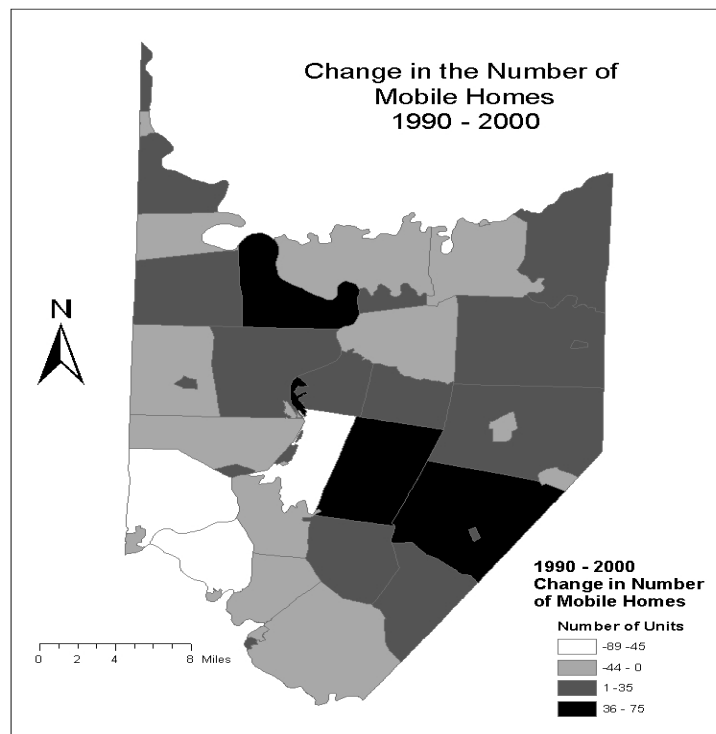 Change in the Number of
Mobile Homes
1990 - 2000
N
1990 - 2000
Change in Number
of Mobile Homes
Number of Units
-89 -45
-44 - 0
1 -35
36 - 75
0 2 4 8 Miles